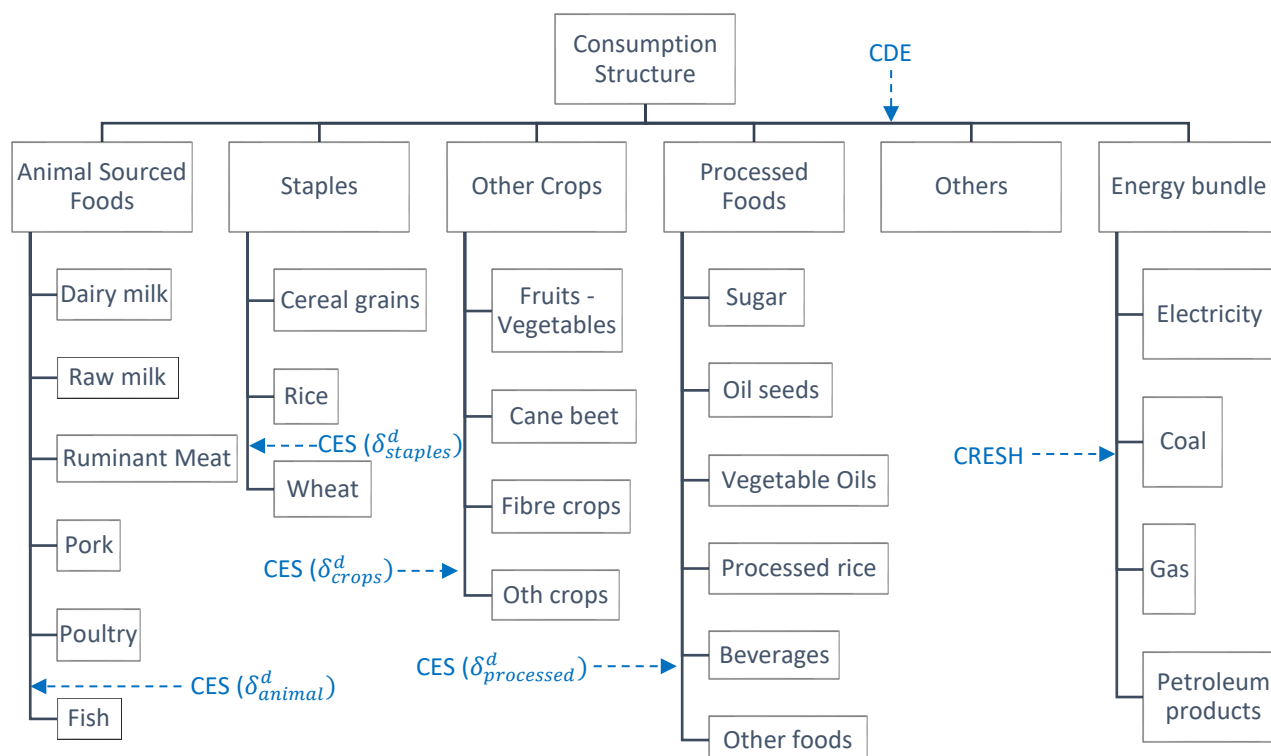 Consumption
Structure
CDE
Animal Sourced
Foods
Staples
Other Crops
Processed
Foods
Others
Energy bundle
Dairy milk
Raw milk
Ruminant Meat
Pork
Poultry
Fish
CES (δ^d_animal)
Cereal grains
Rice
CES (δ^d_staples)
Wheat
Fruits -
Vegetables
Cane beet
Fibre crops
CES (δ^d_crops)
Oth crops
Sugar
Oil seeds
Vegetable Oils
Processed rice
Beverages
CES (δ^d_processed)
Other foods
Electricity
Coal
CRESH
Gas
Petroleum
products